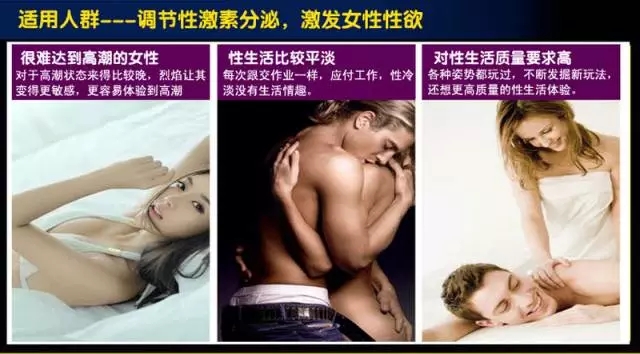 适用人群---调节性激素分泌，激发女性性欲
很难达到高潮的女性
对于高潮状态来得比较晚，烈焰让其
变得更敏感，更容易体验到高潮
性生活比较平淡
每次跟交作业一样，应付工作，性冷
淡没有生活情趣。
对性生活质量要求高
各种姿势都玩过，不断发掘新玩法，
还想更高质量的性生活体验。